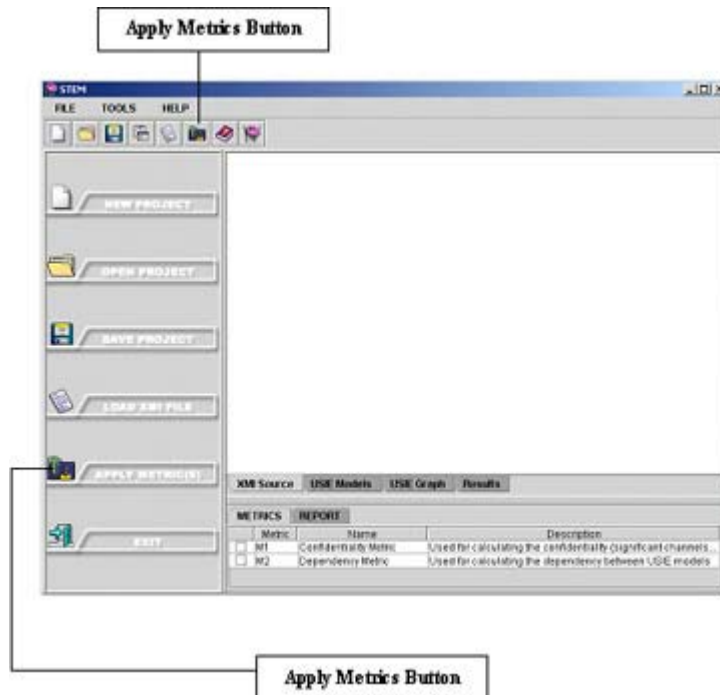 Apply Metrics Button
STEM
FILE TOOLS HELP
NEW PROJECT
OPEN PROJECT
SAVE PROJECT
LOAD XMI FILE
APPLY METRIC(S)
EXIT
XMI Source USIE Models USIE Graph Results
METRICS REPORT
Metric Name Description
M1 Confidentiality Metric Used for calculating the confidentiality (significant channels...
M2 Dependency Metric Used for calculating the dependency between USIE models
Apply Metrics Button